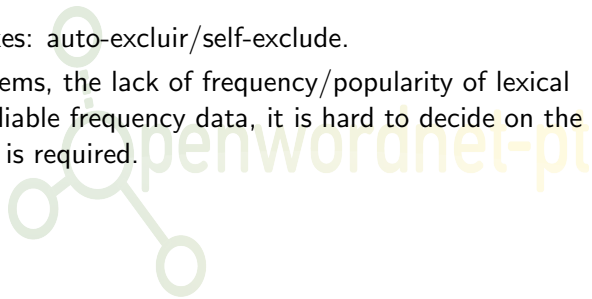 es: auto-excluir/self-exclude.
ems, the lack of frequency/popularity of lexical
liable frequency data, it is hard to decide on the
is required.
openwordnet-pt